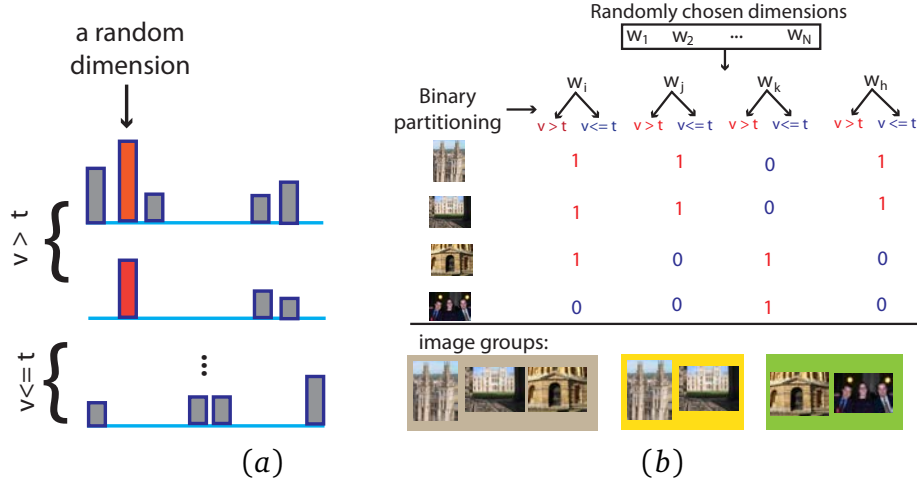 a random
dimension
v > t
v<= t
...
(a)
Randomly chosen dimensions
w1 w2 ... wN
Binary
partitioning
wi wj wk wh
v > t v<= t v > t v<= t v > t v<= t v > t v<= t
1 1 0 1
1 1 0 1
1 0 1 0
0 0 1 0
image groups:
(b)